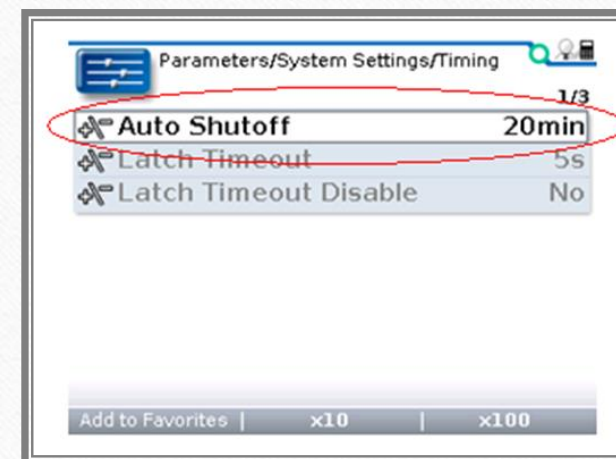 Parameters/System Settings/Timing
1/3
Auto Shutoff 20min
Latch Timeout 5s
Latch Timeout Disable No
Add to Favorites | x10 | x100